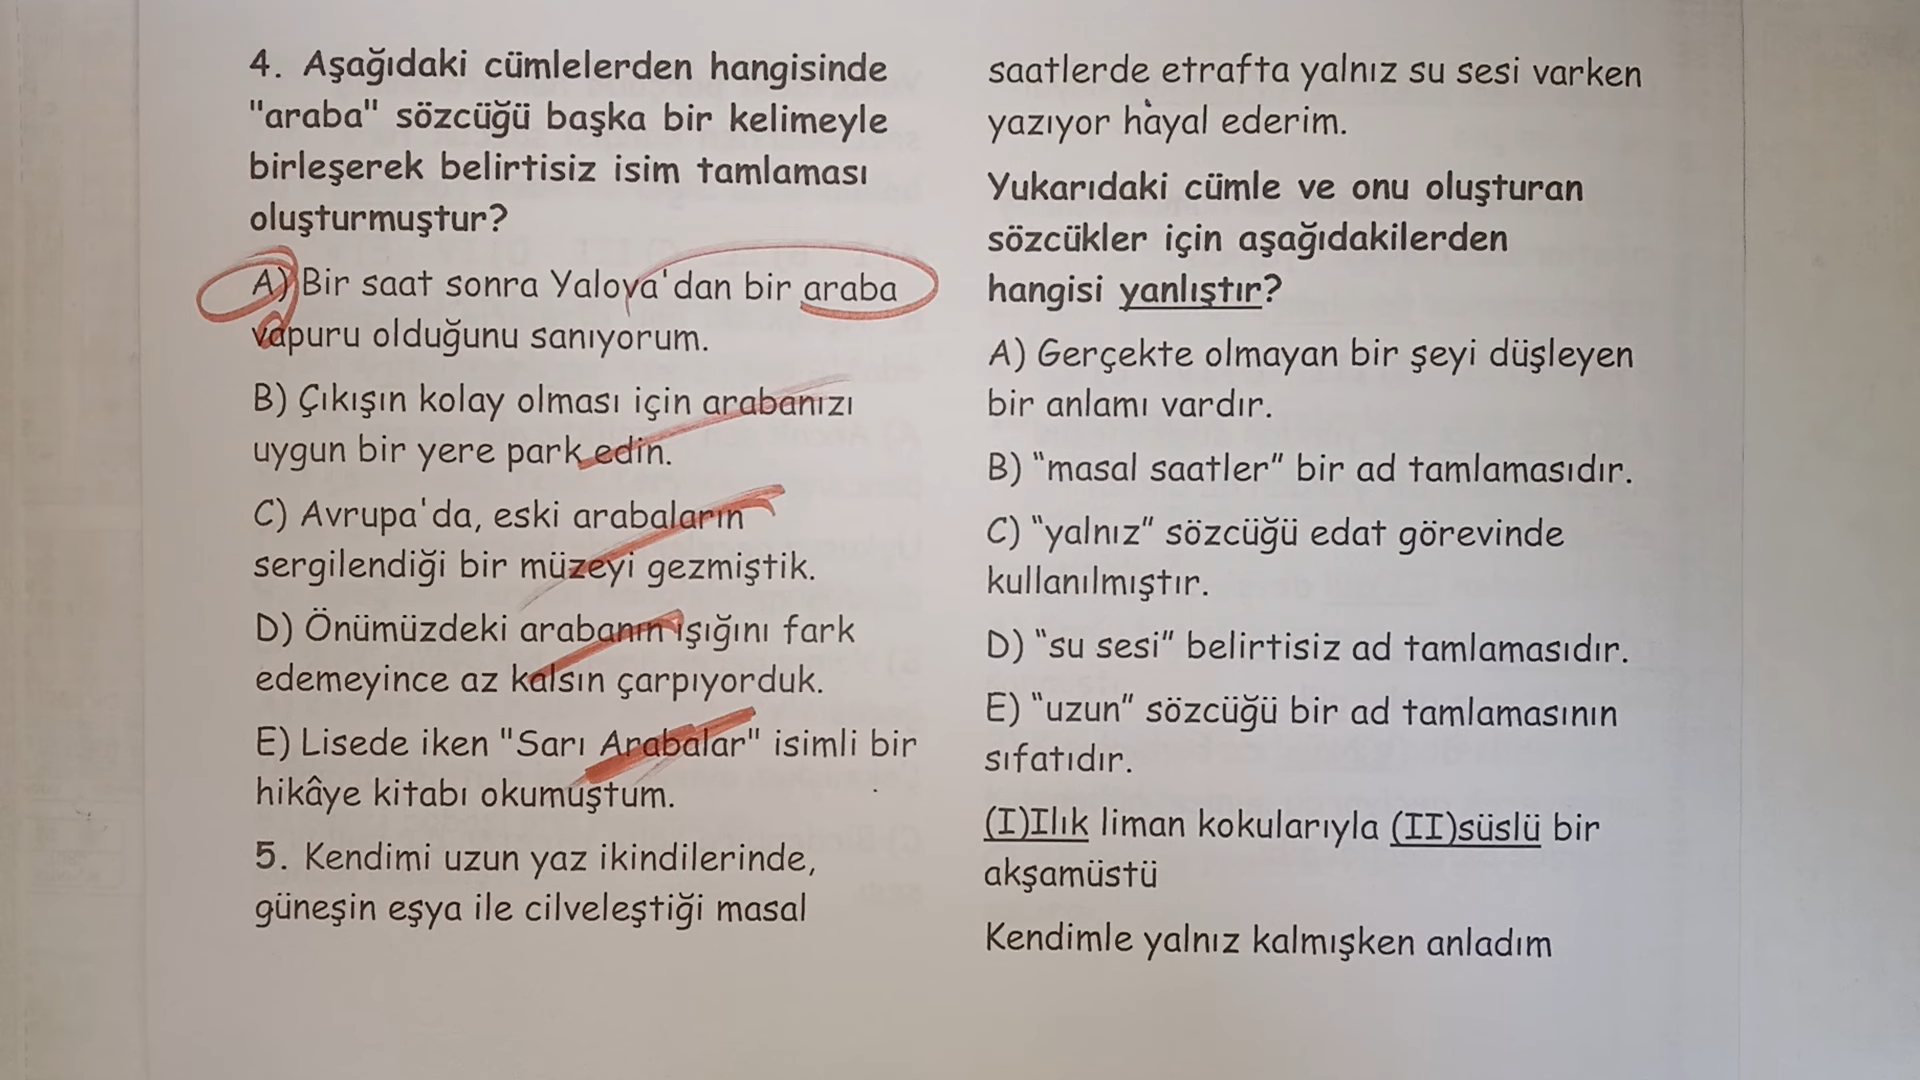 4. Aşağıdaki cümlelerden hangisinde
"araba" sözcüğü başka bir kelimeyle
birleşerek belirtisiz isim tamlaması
oluşturmuştur?
A) Bir saat sonra Yalova'dan bir araba
vapuru olduğunu sanıyorum.
B) Çıkışın kolay olması için arabanızı
uygun bir yere park edin.
C) Avrupa'da, eski arabaların
sergilendiği bir müzeyi gezmiştik.
D) Önümüzdeki arabanın ışığını fark
edemeyince az kalsın çarpıyorduk.
E) Lisede iken "Sarı Arabalar" isimli bir
hikâye kitabı okumuştum.
5. Kendimi uzun yaz ikindilerinde,
güneşin eşya ile cilveleştiği masal
saatlerde etrafta yalnız su sesi varken
yazıyor hayal ederim.
Yukarıdaki cümle ve onu oluşturan
sözcükler için aşağıdakilerden
hangisi yanlıştır?
A) Gerçekte olmayan bir şeyi düşleyen
bir anlamı vardır.
B) "masal saatler" bir ad tamlamasıdır.
C) "yalnız" sözcüğü edat görevinde
kullanılmıştır.
D) "su sesi" belirtisiz ad tamlamasıdır.
E) "uzun" sözcüğü bir ad tamlamasının
sıfatıdır.
(I)Ilık liman kokularıyla (II)süslü bir
akşamüstü
Kendimle yalnız kalmışken anladım